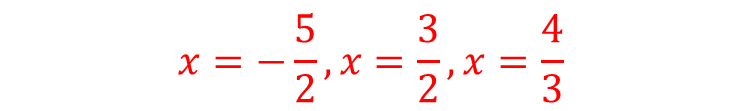 x = −5/2, x = 3/2, x = 4/3